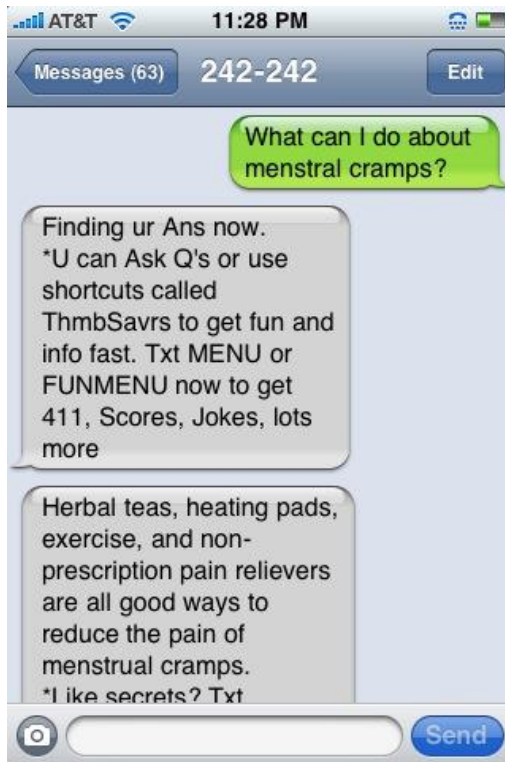 AT&T 11:28 PM
Messages (63) 242-242 Edit
What can I do about
menstral cramps?
Finding ur Ans now.
*U can Ask Q's or use
shortcuts called
ThmbSavrs to get fun and
info fast. Txt MENU or
FUNMENU now to get
411, Scores, Jokes, lots
more
Herbal teas, heating pads,
exercise, and non-
prescription pain relievers
are all good ways to
reduce the pain of
menstrual cramps.
*Like secrets? Txt
Send